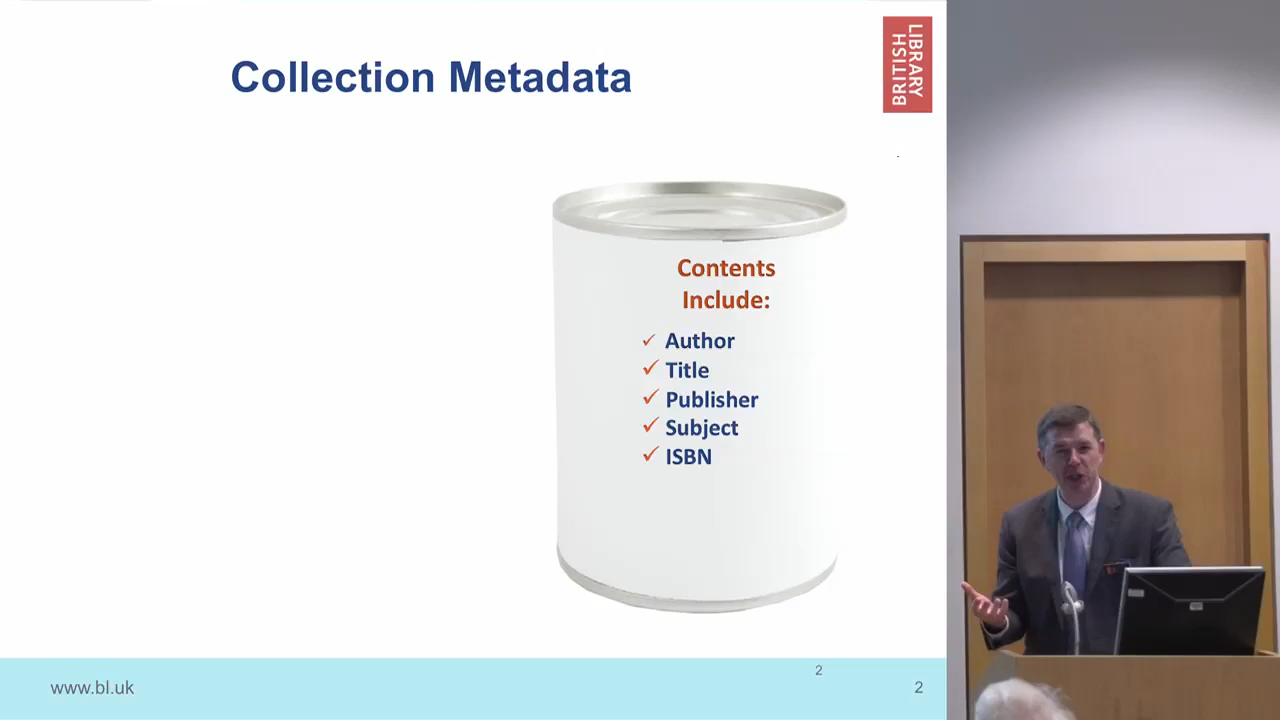 Collection Metadata
BRITISH
LIBRARY
Contents
Include:
✓ Author
✓ Title
✓ Publisher
✓ Subject
✓ ISBN
www.bl.uk
2
2